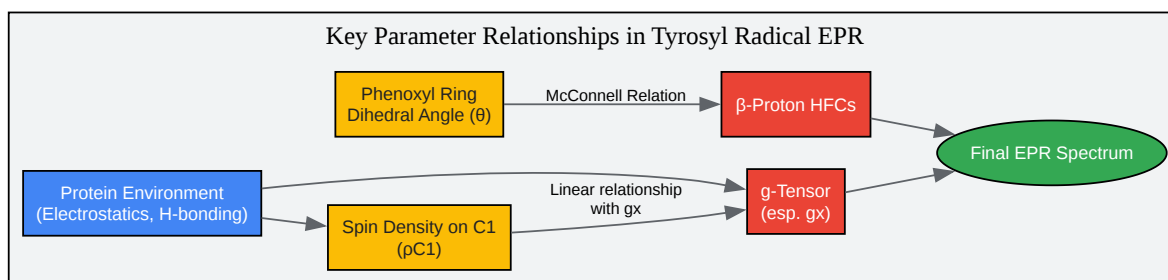 Key Parameter Relationships in Tyrosyl Radical EPR
Phenoxyl Ring
Dihedral Angle (θ)
McConnell Relation
β-Proton HFCs
Final EPR Spectrum
Protein Environment
(Electrostatics, H-bonding)
Linear relationship
with gx
g-Tensor
(esp. gx)
Spin Density on C1
(ρC1)